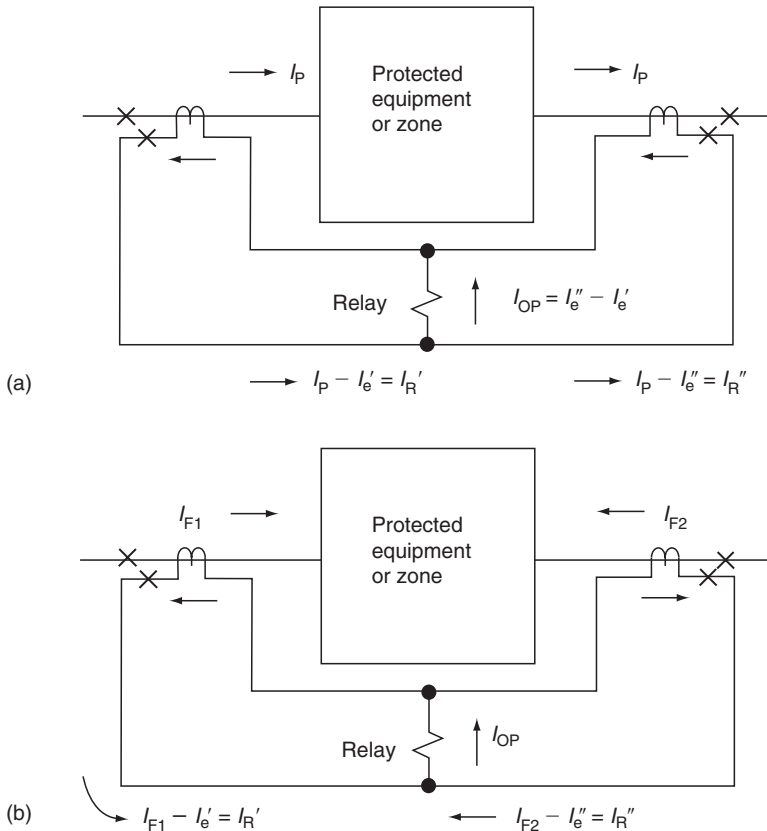 I_P
Protected
equipment
or zone
I_P
Relay
I_OP = I_e″ − I_e′
(a)
I_P − I_e′ = I_R′
I_P − I_e″ = I_R″
I_F1
Protected
equipment
or zone
I_F2
Relay
I_OP
(b)
I_F1 − I_e′ = I_R′
I_F2 − I_e″ = I_R″